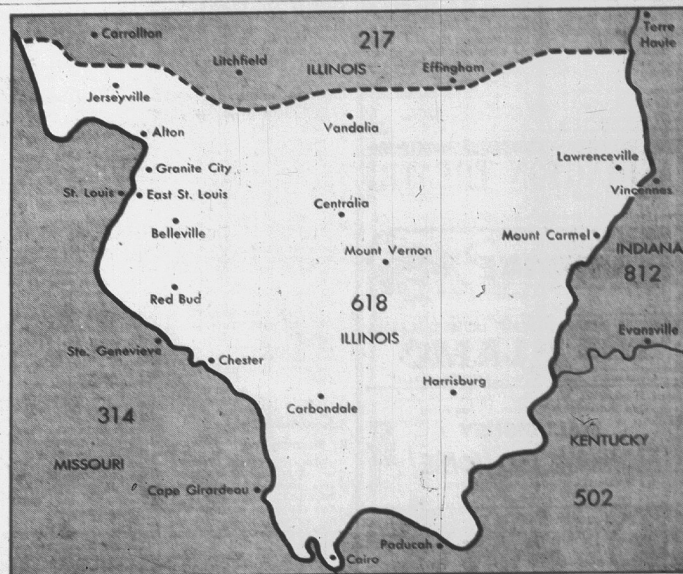 Carrollton
217
Terre
Haute
Litchfield
ILLINOIS
Effingham
Jerseyville
Vandalia
Alton
Granite City
Lawrenceville
St. Louis
East St. Louis
Vincennes
Centralia
Belleville
Mount Carmel
INDIANA
Mount Vernon
812
Red Bud
618
ILLINOIS
Evansville
Ste. Genevieve
Chester
Harrisburg
Carbondale
314
KENTUCKY
MISSOURI
Cape Girardeau
502
Paducah
Cairo